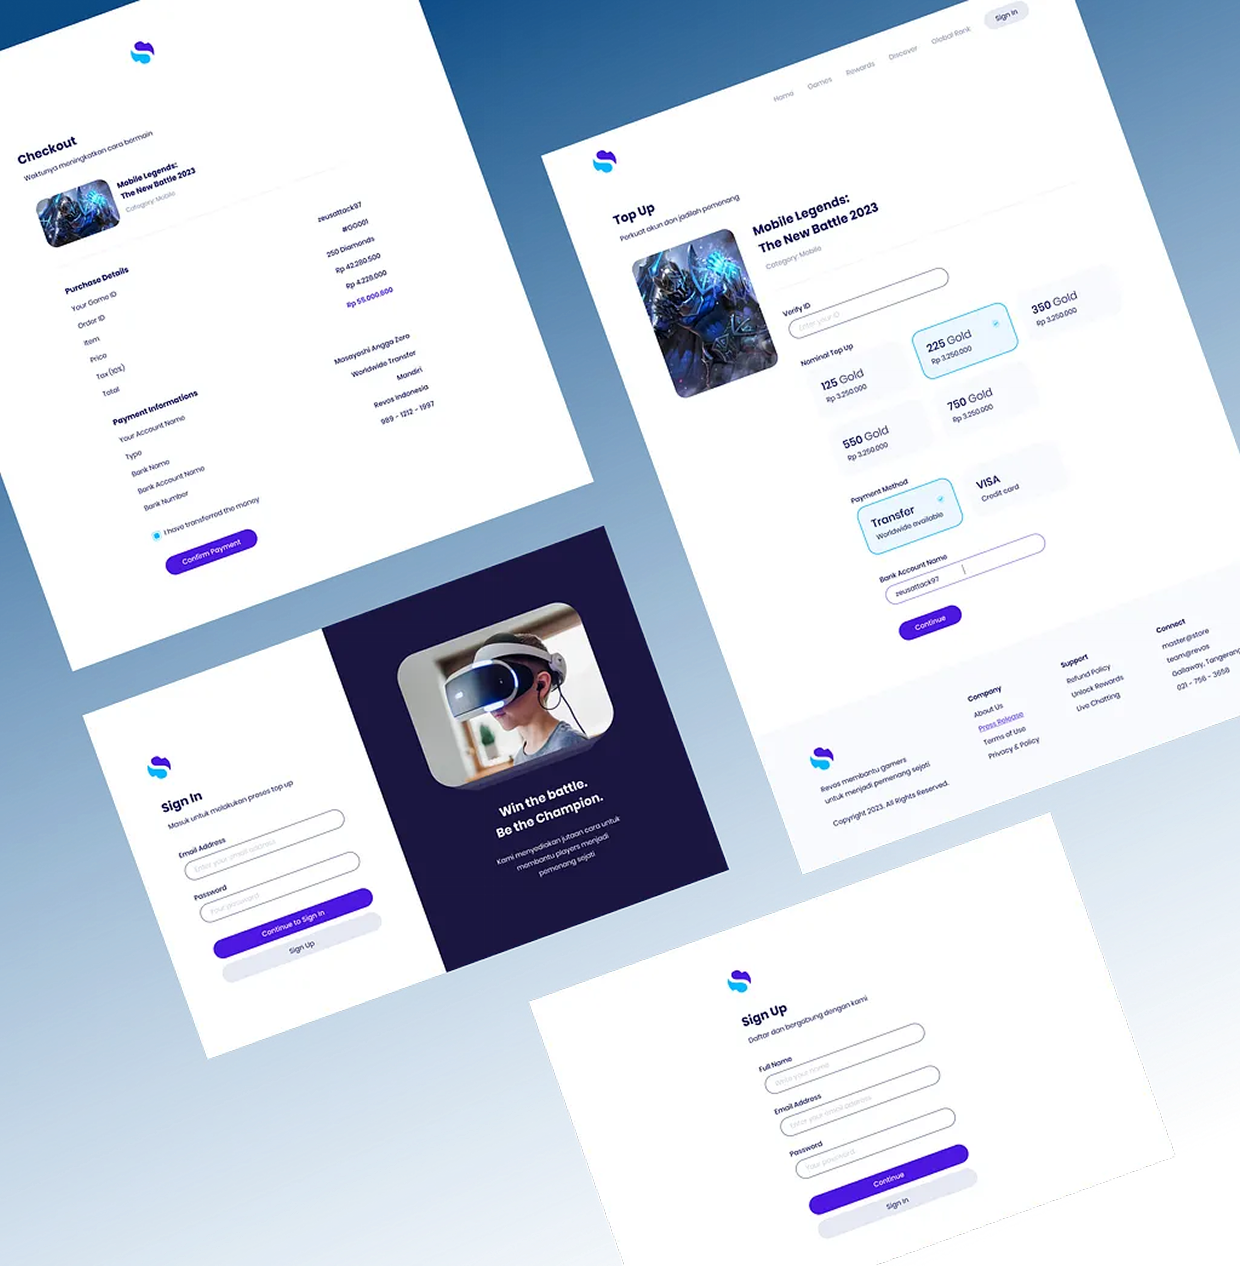 Checkout
Waktunya meningkatkan cara bermain
Mobile Legends:
The New Battle 2023
Category: Mobile
Purchase Details
Your Game ID
zeusattack97
Order ID
#GG001
Item
250 Diamonds
Price
Rp 42.280.500
Tax (10%)
Rp 4.228.000
Total
Rp 55.000.600
Payment Informations
Your Account Name
Masayoshi Angga Zero
Type
Worldwide Transfer
Bank Name
Mandiri
Bank Account Name
Revos Indonesia
Bank Number
989 - 1212 - 1997
I have transferred the money
Confirm Payment
Home
Games
Rewards
Discover
Global Rank
Sign In
Top Up
Perkuat akun dan jadilah pemenang
Mobile Legends:
The New Battle 2023
Category: Mobile
Verify ID
Enter your ID
Nominal Top Up
125 Gold
Rp 3.250.000
225 Gold
Rp 3.250.000
350 Gold
Rp 3.250.000
550 Gold
Rp 3.250.000
750 Gold
Rp 3.250.000
Payment Method
Transfer
Worldwide available
VISA
Credit card
Bank Account Name
zeusattack97
Continue
Revos membantu gamers
untuk menjadi pemenang sejati
Copyright 2023. All Rights Reserved.
Company
About Us
Press Release
Terms of Use
Privacy & Policy
Support
Refund Policy
Unlock Rewards
Live Chatting
Connect
master@store
team@revos
Gallaway, Tangerang
021 - 756 - 3658
Sign In
Masuk untuk melakukan proses top up
Email Address
Enter your email address
Password
Your password
Continue to Sign In
Sign Up
Win the battle.
Be the Champion.
Kami menyediakan jutaan cara untuk
membantu players menjadi
pemenang sejati
Sign Up
Daftar dan bergabung dengan kami
Full Name
Write your name
Email Address
Enter your email address
Password
Your password
Continue
Sign In